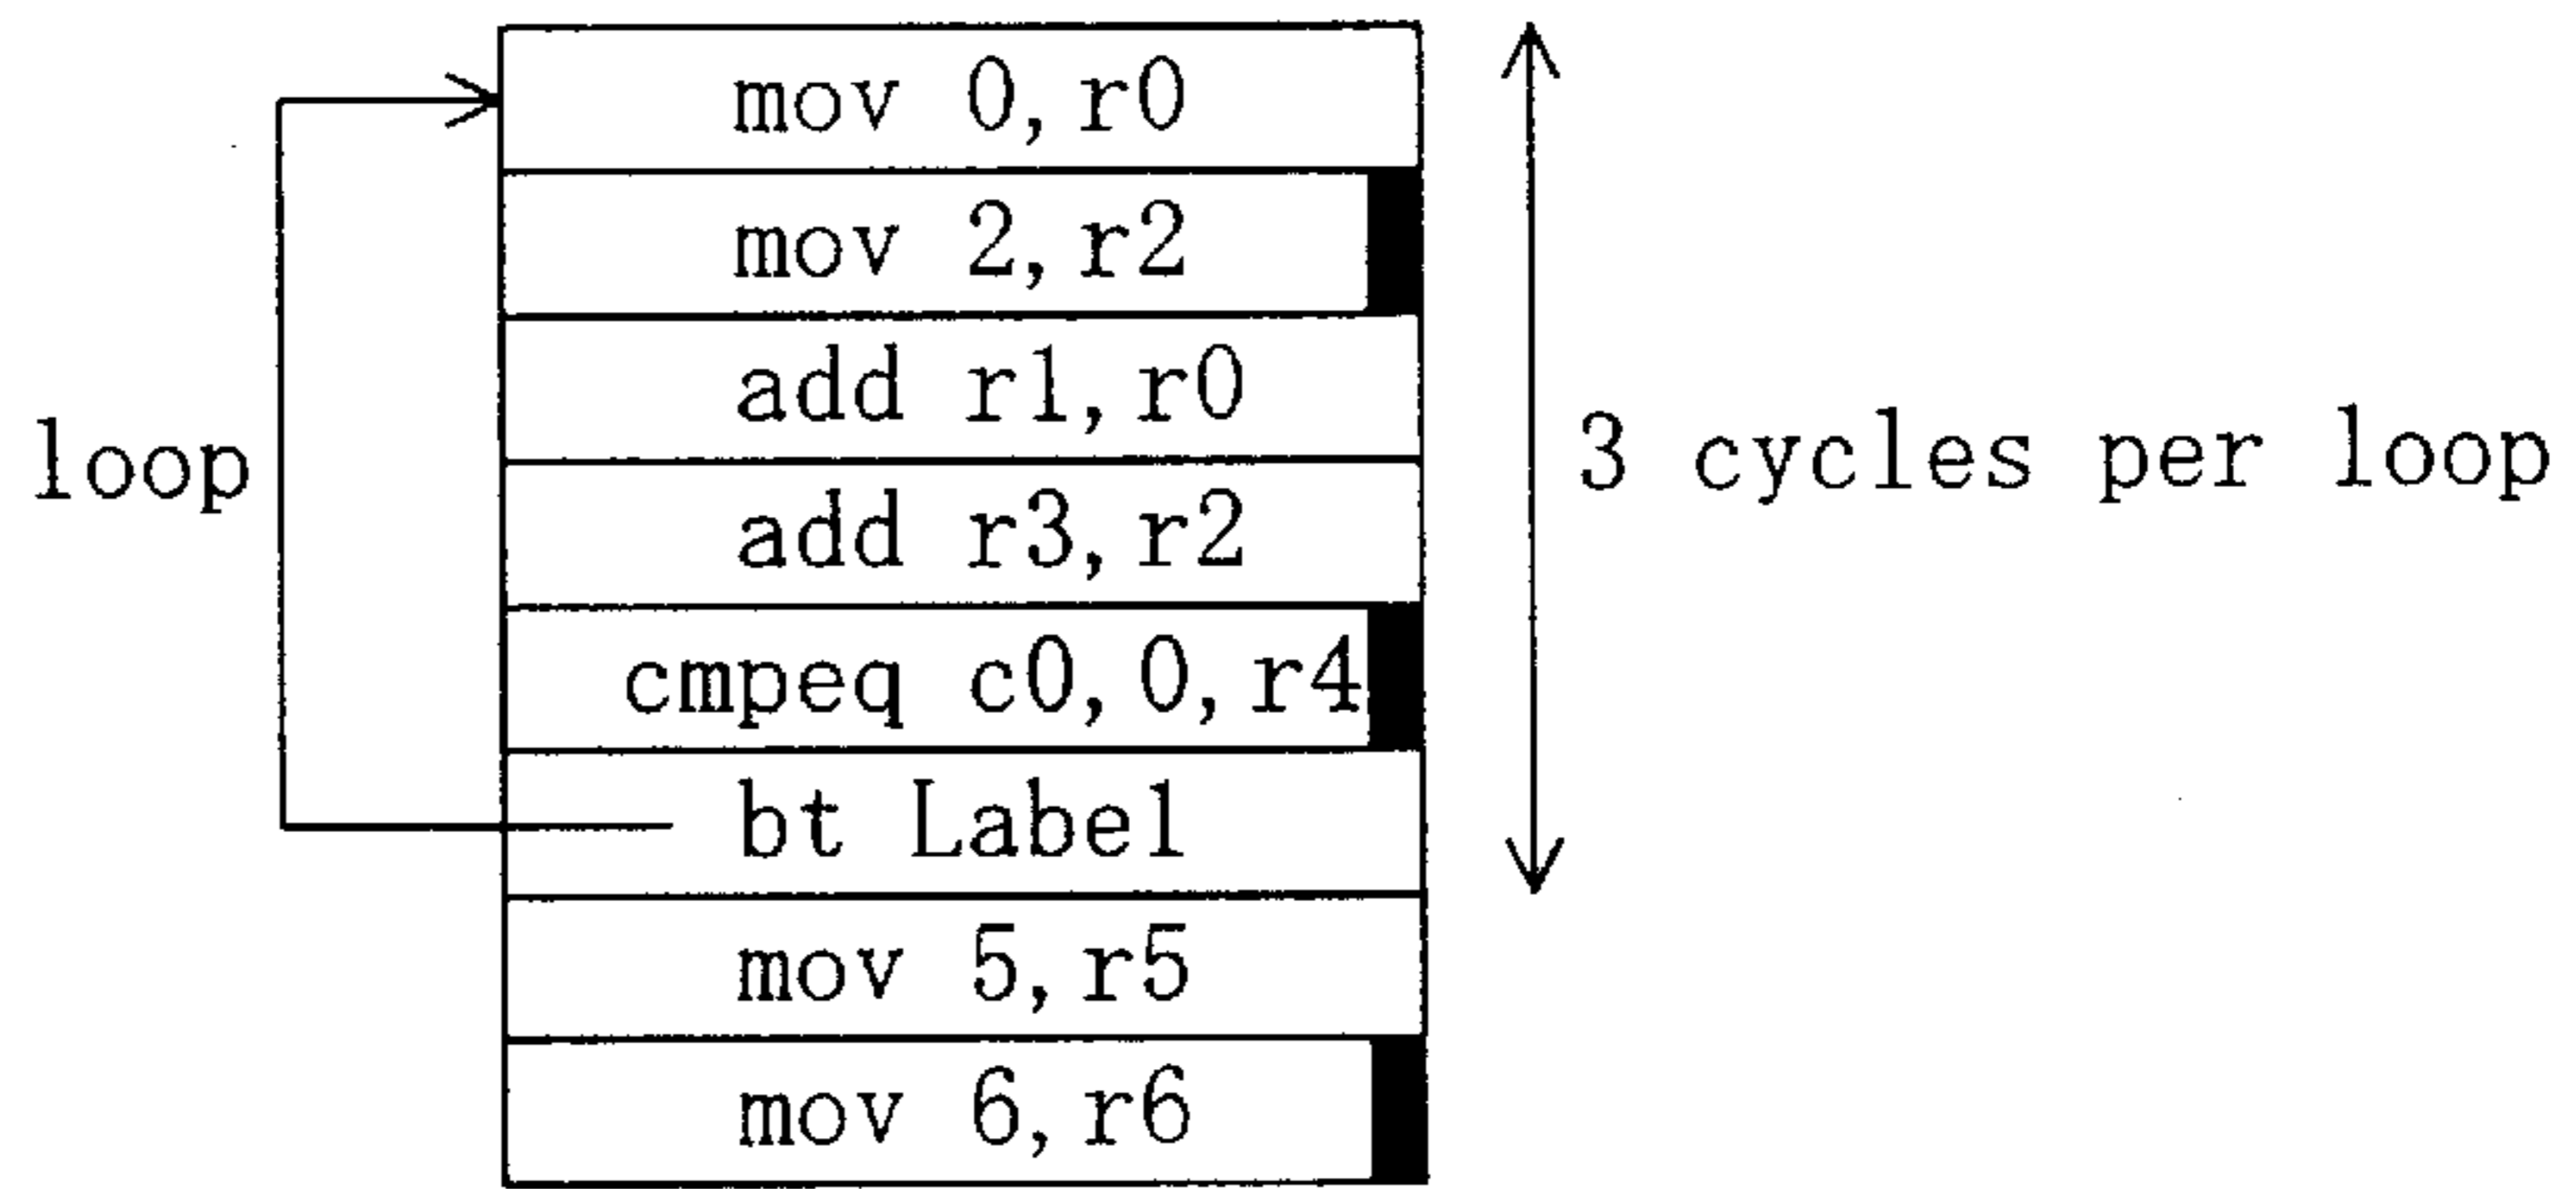 mov 0,r0
mov 2,r2
add r1,r0
loop
3 cycles per loop
add r3,r2
cmpeq c0,0,r4
bt Label
mov 5,r5
mov 6,r6